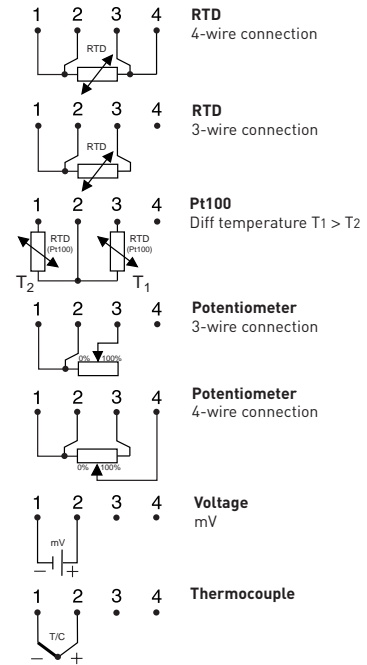 1 2 3 4
RTD
RTD
4-wire connection
1 2 3 4
RTD
RTD
3-wire connection
1 2 3 4
Pt100
Diff temperature T1 > T2
RTD
(Pt100)
RTD
(Pt100)
T2
T1
1 2 3 4
Potentiometer
3-wire connection
0% 100%
1 2 3 4
Potentiometer
4-wire connection
0% 100%
1 2 3 4
Voltage
mV
mV
– +
1 2 3 4
Thermocouple
T/C
– +